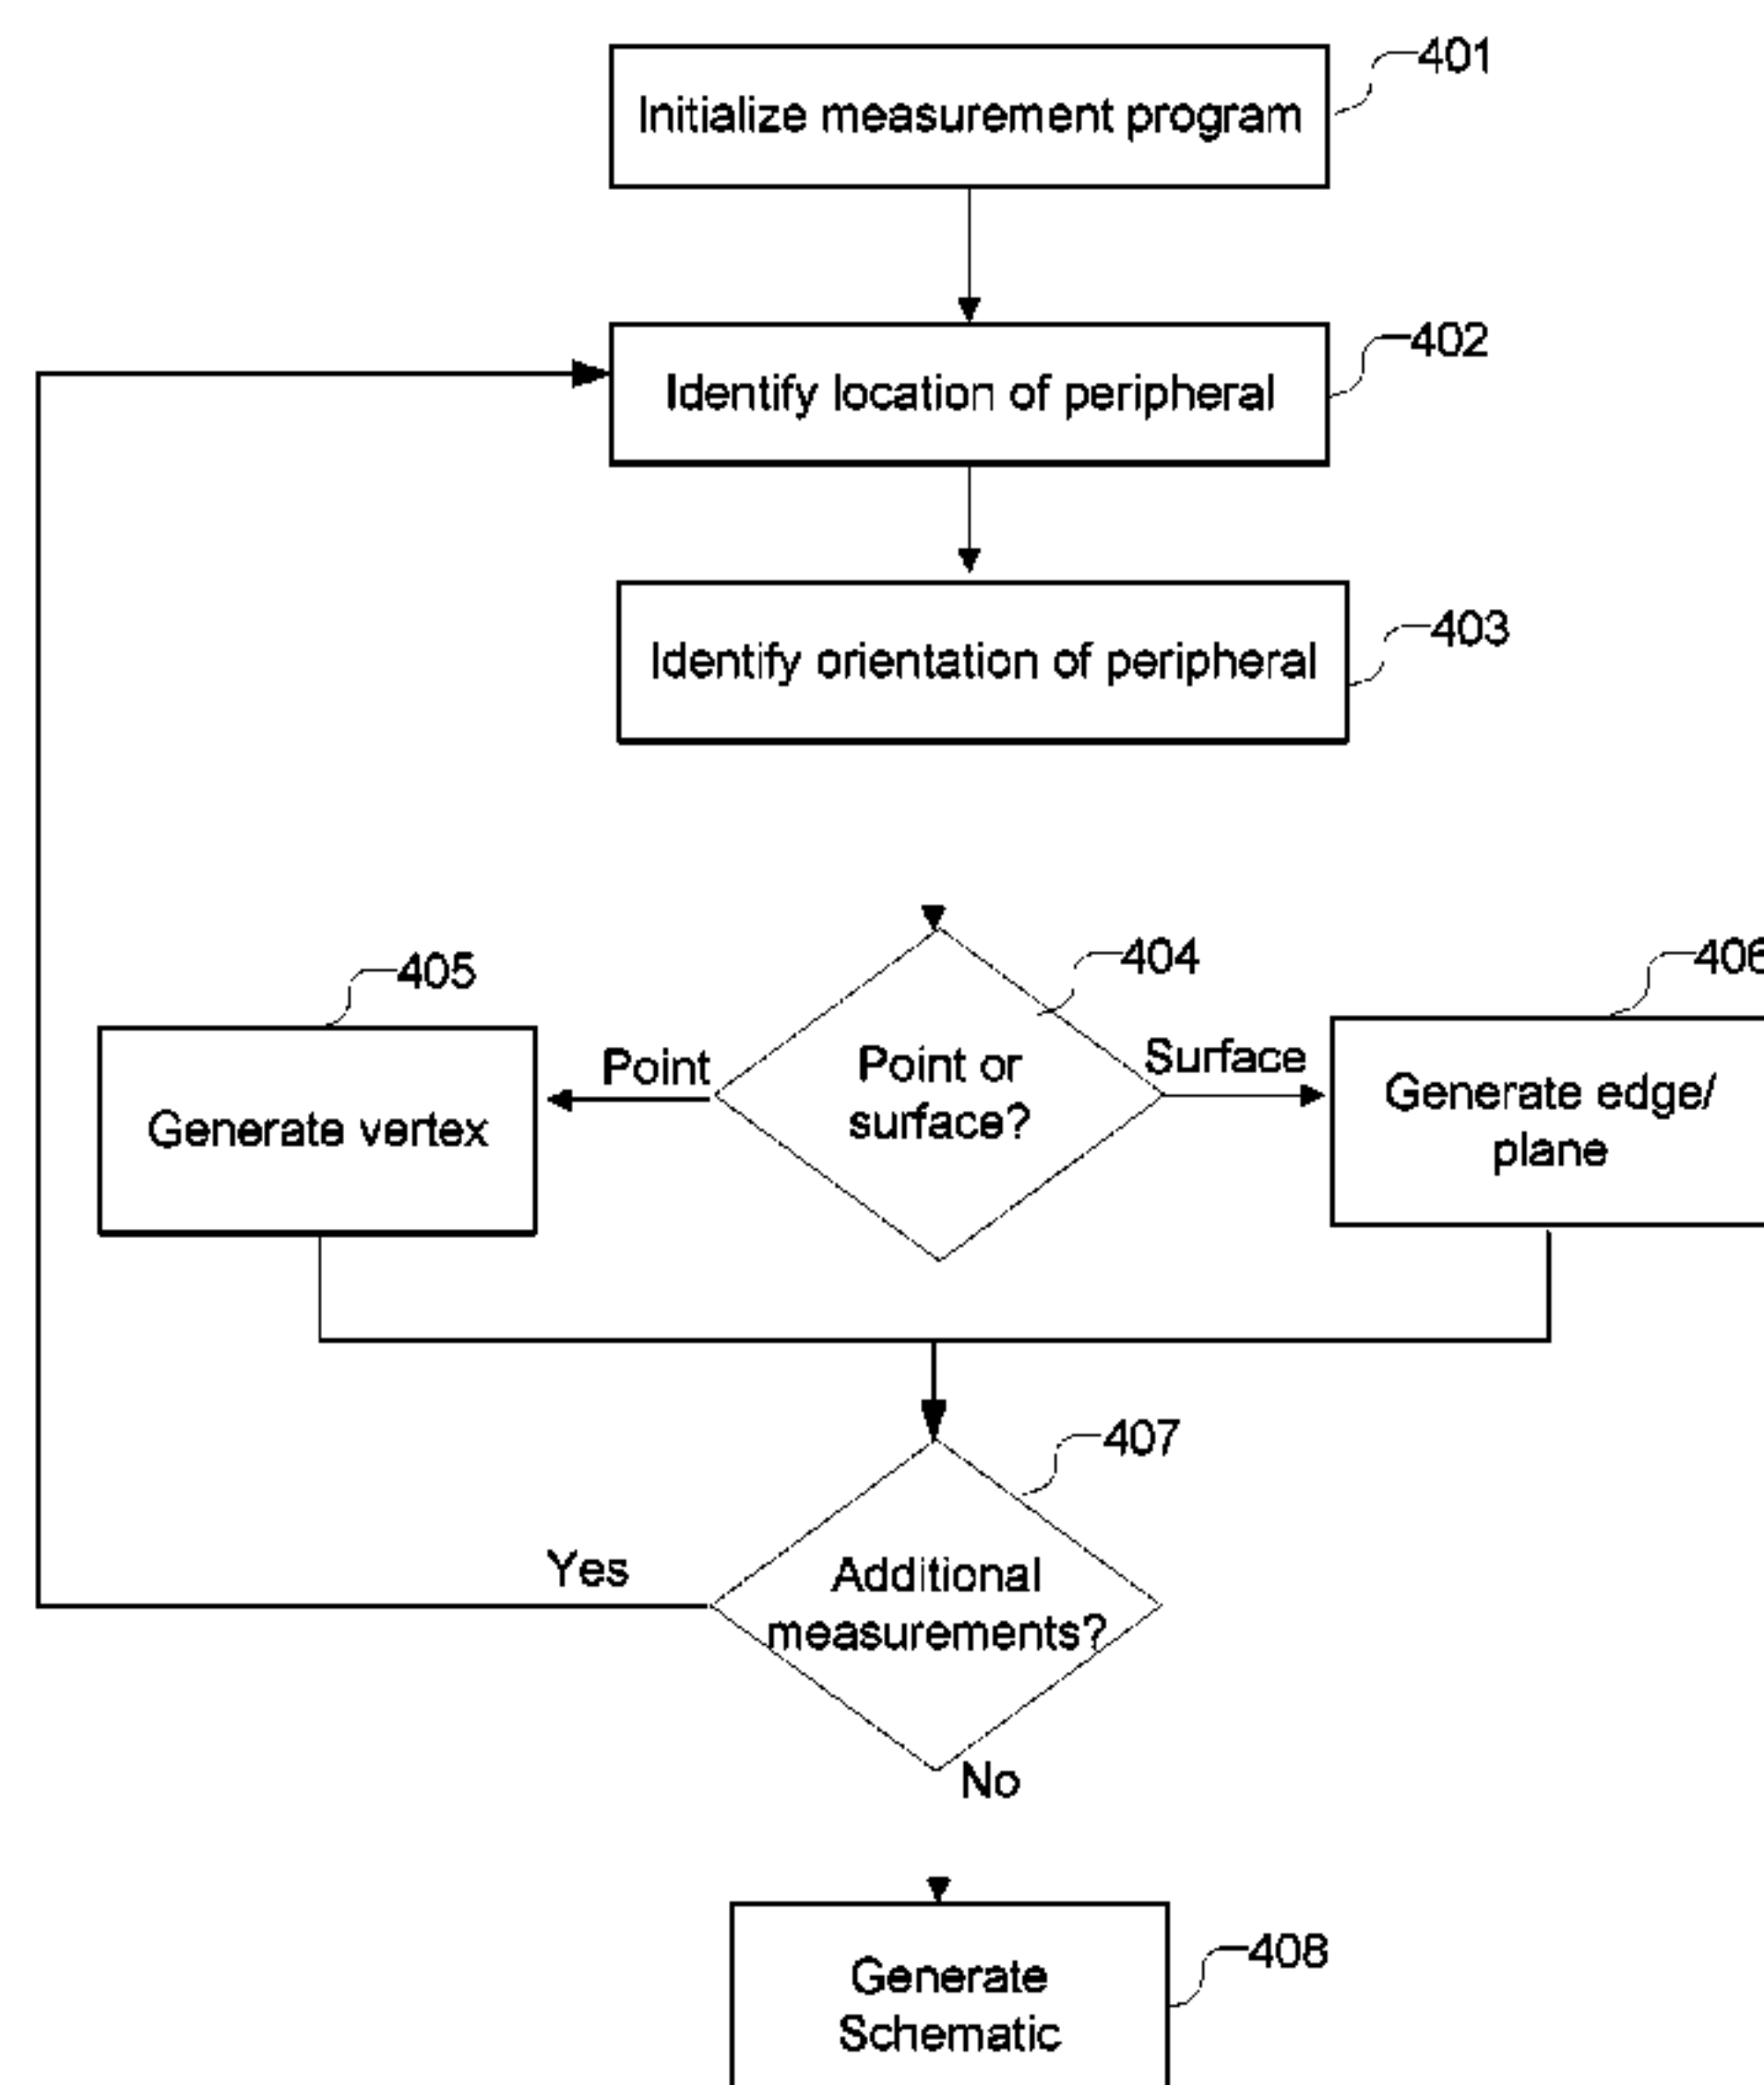 401
Initialize measurement program
402
Identify location of peripheral
403
Identify orientation of peripheral
404
405
406
Point
Point or
surface?
Surface
Generate vertex
Generate edge/
plane
407
Yes
Additional
measurements?
No
408
Generate
Schematic